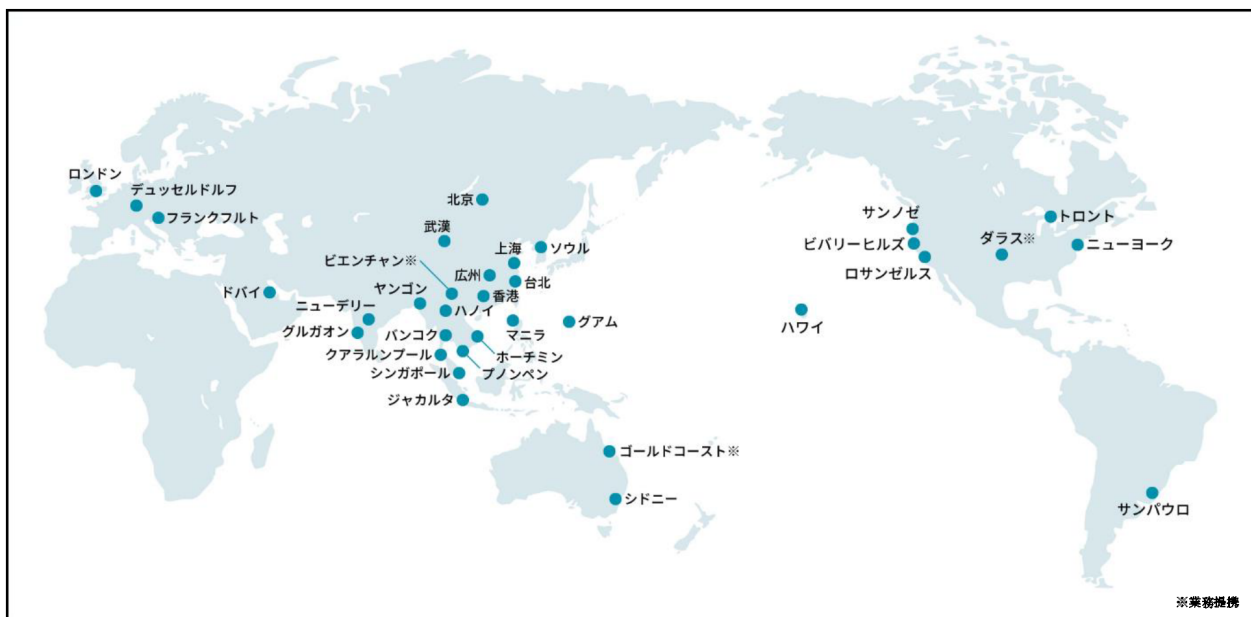 ロンドン
デュッセルドルフ
フランクフルト
ドバイ
北京
武漢
ビエンチャン※
上海
ソウル
広州
台北
ヤンゴン
香港
ニューデリー
ハノイ
グルガオン
バンコク
マニラ
グアム
クアラルンプール
ホーチミン
シンガポール
プノンペン
ジャカルタ
ゴールドコースト※
シドニー
ハワイ
サンノゼ
ビバリーヒルズ
ロサンゼルス
ダラス※
トロント
ニューヨーク
サンパウロ
※業務提携